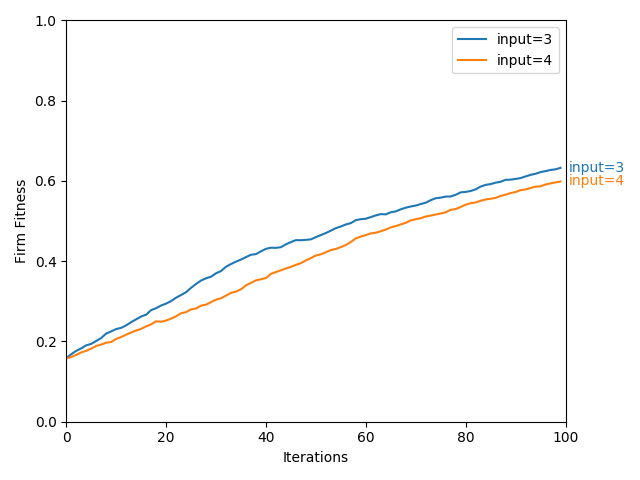 1.0
0.8
0.6
0.4
0.2
0.0
Firm Fitness
input=3
input=4
input=3
input=4
0 20 40 60 80 100
Iterations